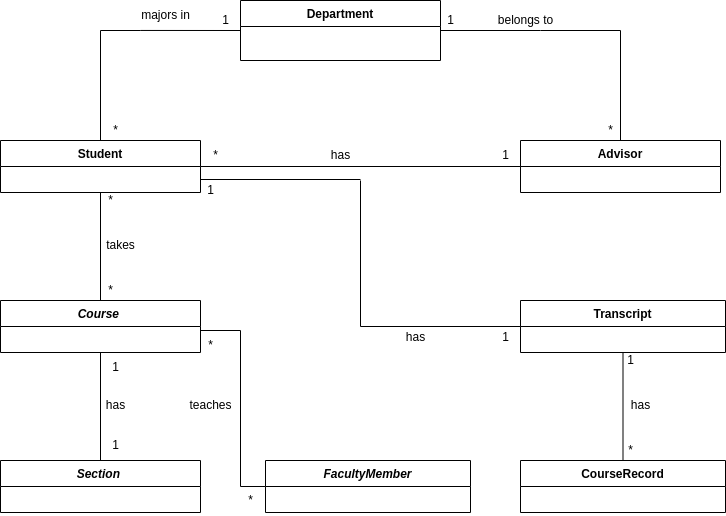 majors in
1
Department
1
belongs to
*
*
Student
*
has
1
Advisor
1
*
takes
*
Course
Transcript
*
has
1
1
1
has
teaches
has
1
*
Section
FacultyMember
CourseRecord
*